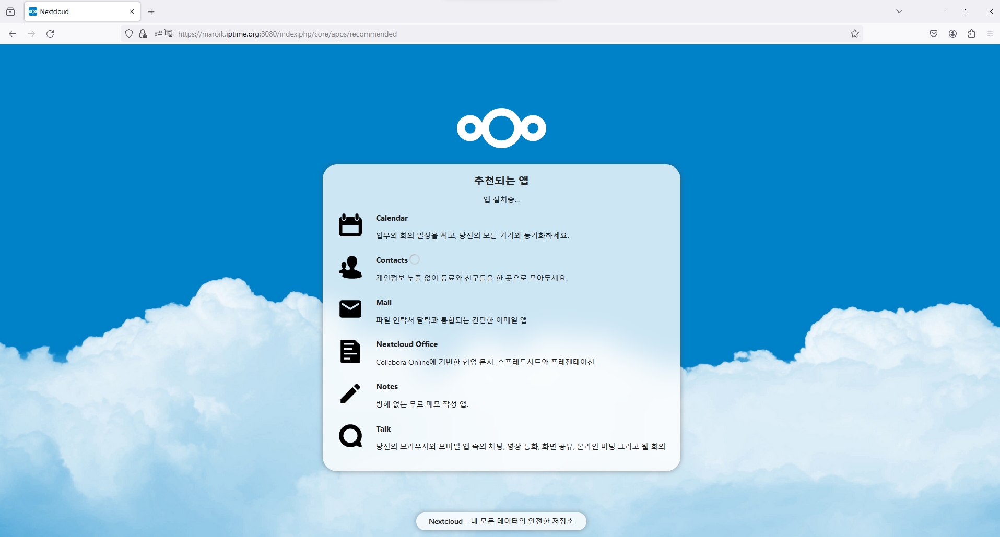 Nextcloud
https://maroik.iptime.org:8080/index.php/core/apps/recommended
추천되는 앱
앱 설치중...
Calendar
업우와 회의 일정을 짜고, 당신의 모든 기기와 동기화하세요.
Contacts
개인정보 누출 없이 동료와 친구들을 한 곳으로 모아두세요.
Mail
파일 연락처 달력과 통합되는 간단한 이메일 앱
Nextcloud Office
Collabora Online에 기반한 협업 문서, 스프레드시트와 프레젠테이션
Notes
방해 없는 무료 메모 작성 앱.
Talk
당신의 브라우저와 모바일 앱 속의 채팅, 영상 통화, 화면 공유, 온라인 미팅 그리고 웹 회의
Nextcloud – 내 모든 데이터의 안전한 저장소